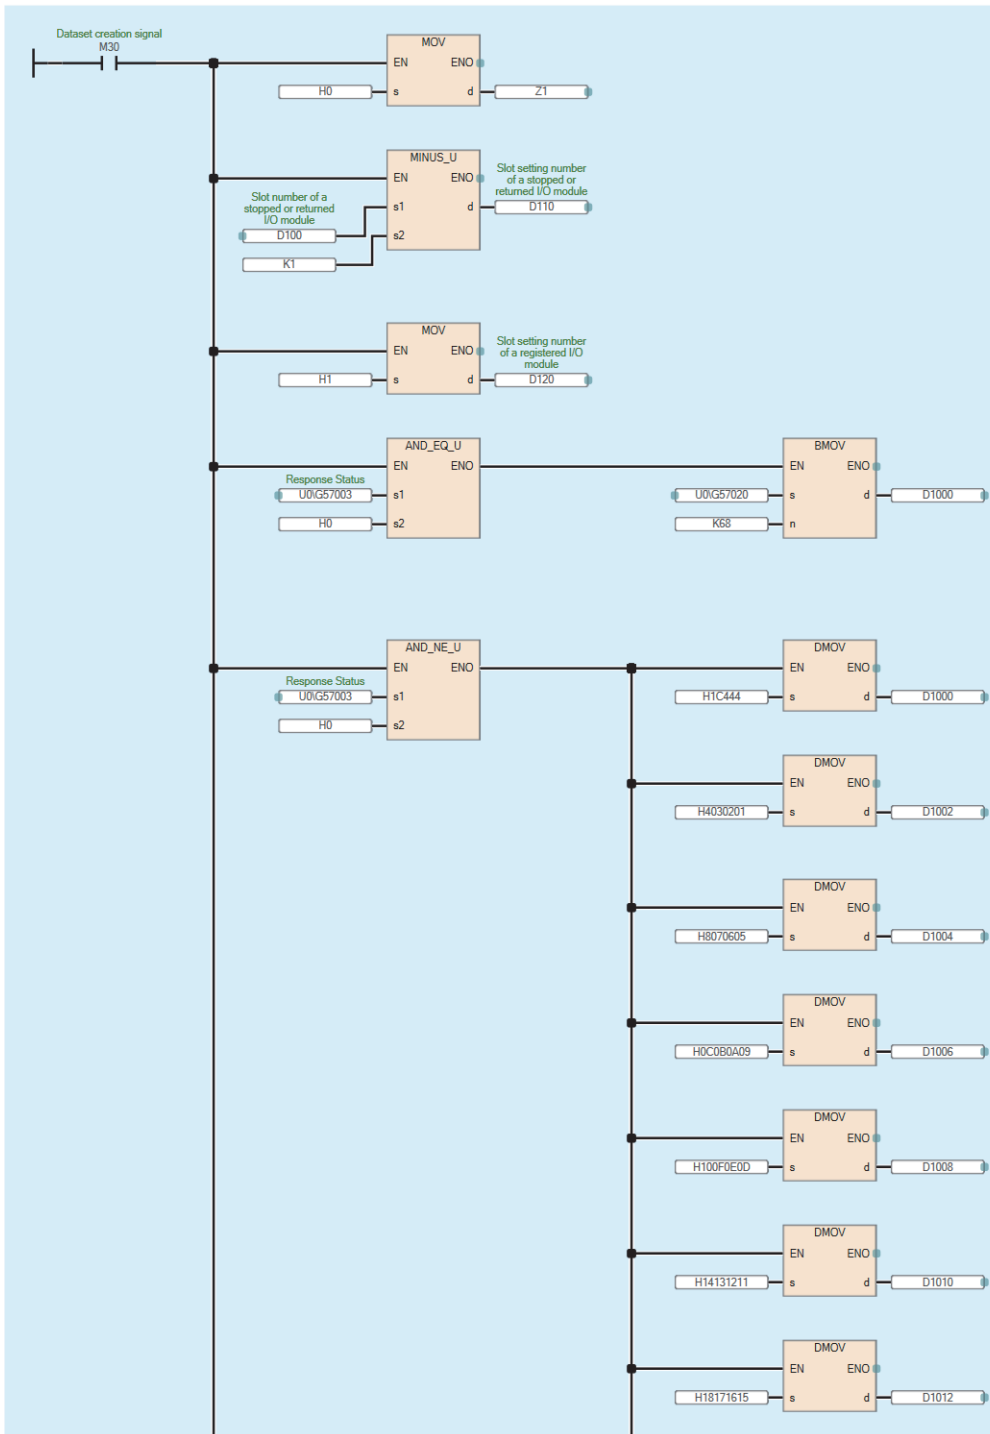 Dataset creation signal
M30
MOV
EN ENO
H0 s d Z1
MINUS_U
EN ENO
Slot setting number
of a stopped or
returned I/O module
Slot number of a
stopped or returned
I/O module
s1 d D110
D100 s2
K1
MOV
EN ENO
Slot setting number
of a registered I/O
module
H1 s d D120
AND_EQ_U BMOV
EN ENO EN ENO
Response Status
U0\G57003 s1 U0\G57020 s d D1000
H0 s2 K68 n
AND_NE_U DMOV
EN ENO EN ENO
Response Status
U0\G57003 s1 H1C444 s d D1000
H0 s2
DMOV
EN ENO
H4030201 s d D1002
DMOV
EN ENO
H8070605 s d D1004
DMOV
EN ENO
H0C0B0A09 s d D1006
DMOV
EN ENO
H100F0E0D s d D1008
DMOV
EN ENO
H14131211 s d D1010
DMOV
EN ENO
H18171615 s d D1012